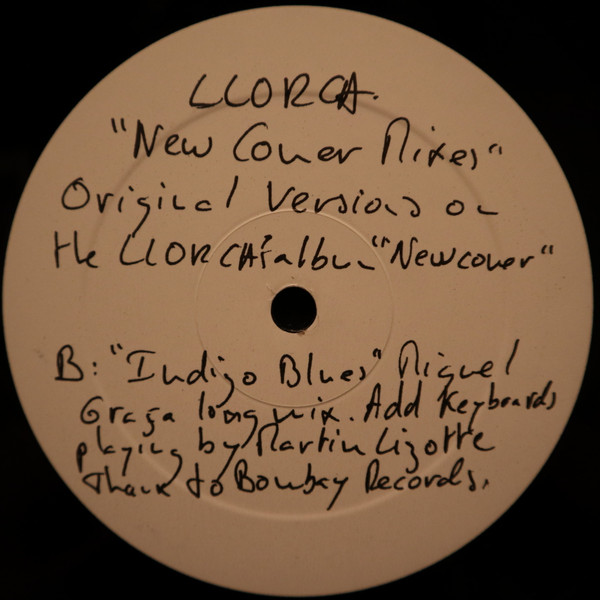 LLORCA.
"New Cover Mixes"
Original Versions on
the LLORCA's album "Newcover"
B: "Indigo Blues" Miguel
Graça long mix. Add Keyboards
playing by Martin Lizotte
Thank to Bombay Records.